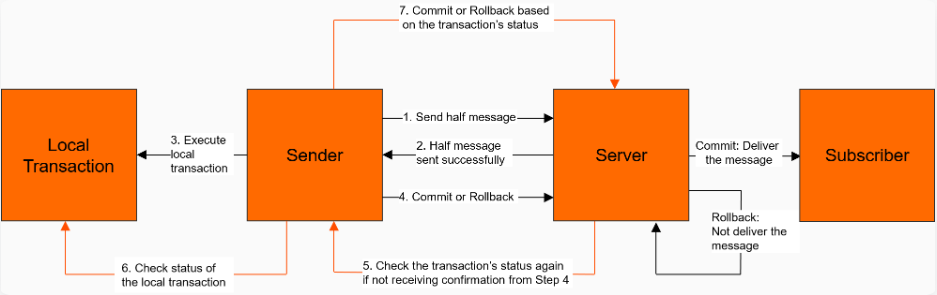 7. Commit or Rollback based
on the transaction's status
Local
Transaction
3. Execute
local
transaction
Sender
1. Send half message
2. Half message
sent successfully
4. Commit or Rollback
Server
Commit: Deliver
the message
Subscriber
Rollback:
Not deliver the
message
6. Check status of
the local transaction
5. Check the transaction's status again
if not receiving confirmation from Step 4